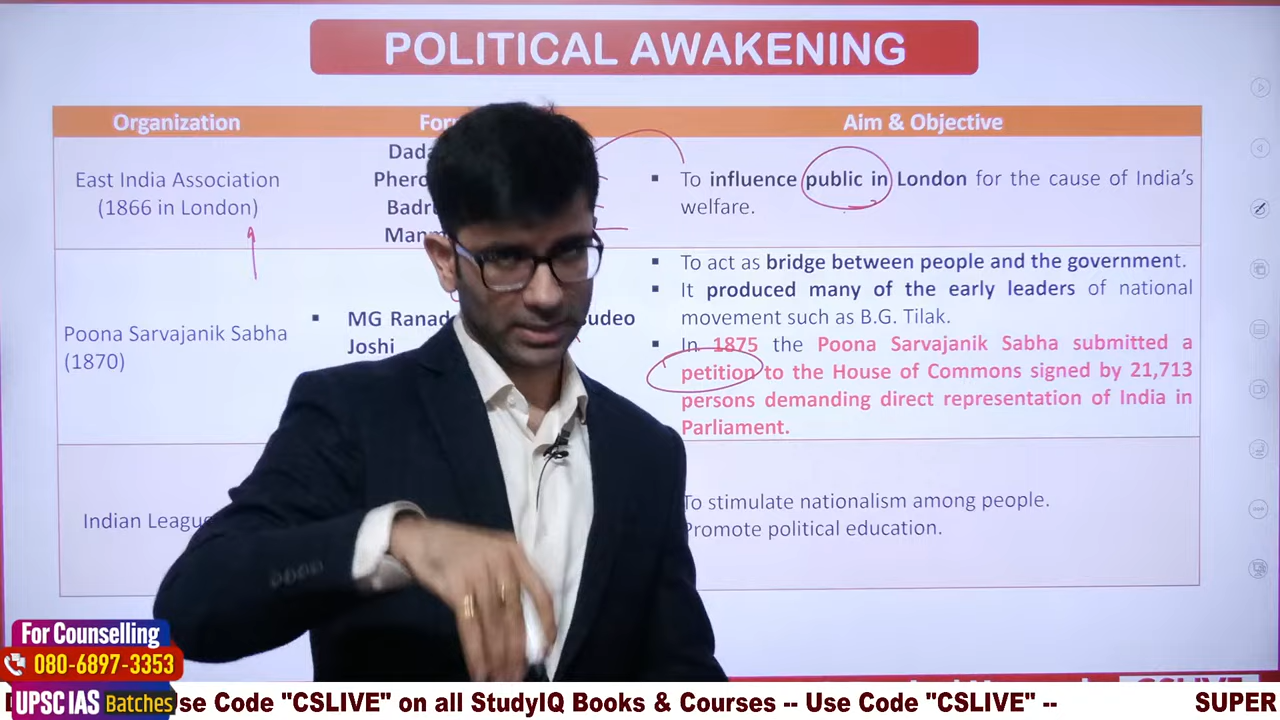 POLITICAL AWAKENING
Organization
Aim & Objective
East India Association
(1866 in London)
To influence public in London for the cause of India's
welfare.
Poona Sarvajanik Sabha
(1870)
MG
Joshi
To act as bridge between people and the government.
It produced many of the early leaders of national
movement such as B.G. Tilak.
In 1875 the Poona Sarvajanik Sabha submitted a
petition to the House of Commons signed by 21,713
persons demanding direct representation of India in
Parliament.
Indian League
To stimulate nationalism among people.
Promote political education.
For Counselling
080-6897-3353
UPSC IAS Batches
Use Code "CSLIVE" on all StudyIQ Books & Courses -- Use Code "CSLIVE" -- SUPER